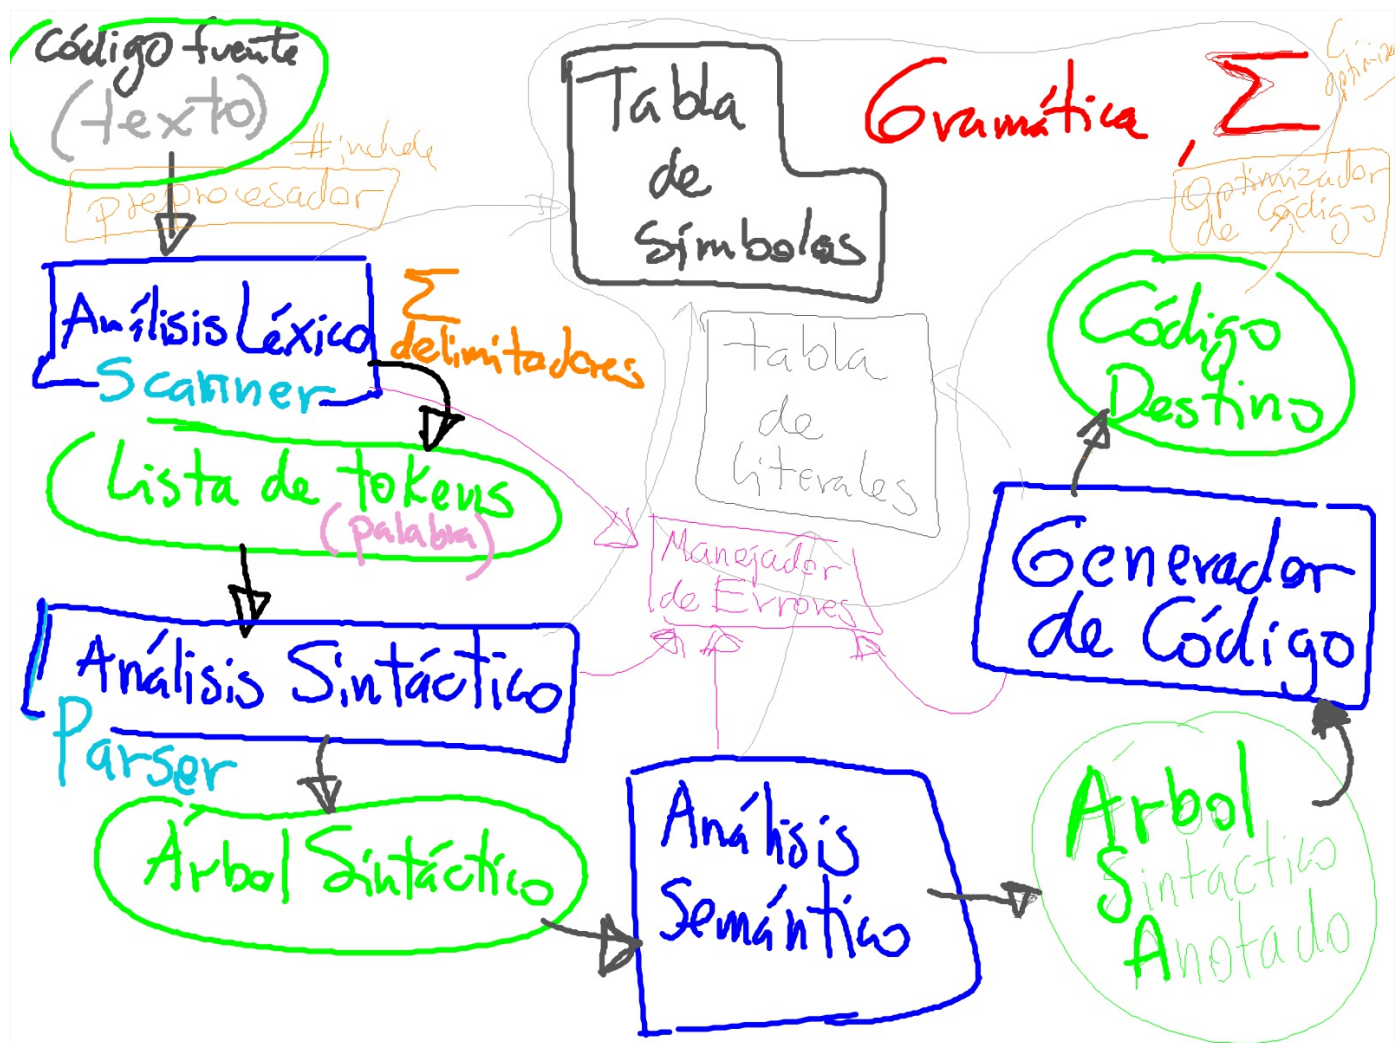 Código fuente
(texto)
#include
preprocesador
Análisis Léxico
Scanner
Σ
delimitadores
Lista de tokens
(palabra)
Análisis Sintáctico
Parser
Árbol Sintáctico
Tabla
de
Símbolos
Gramática, Σ
tabla
de
Literales
Manejador
de Errores
Análisis
Semántico
Árbol
Sintáctico
Anotado
Generador
de Código
Código
Destino
Optimizador
de Código